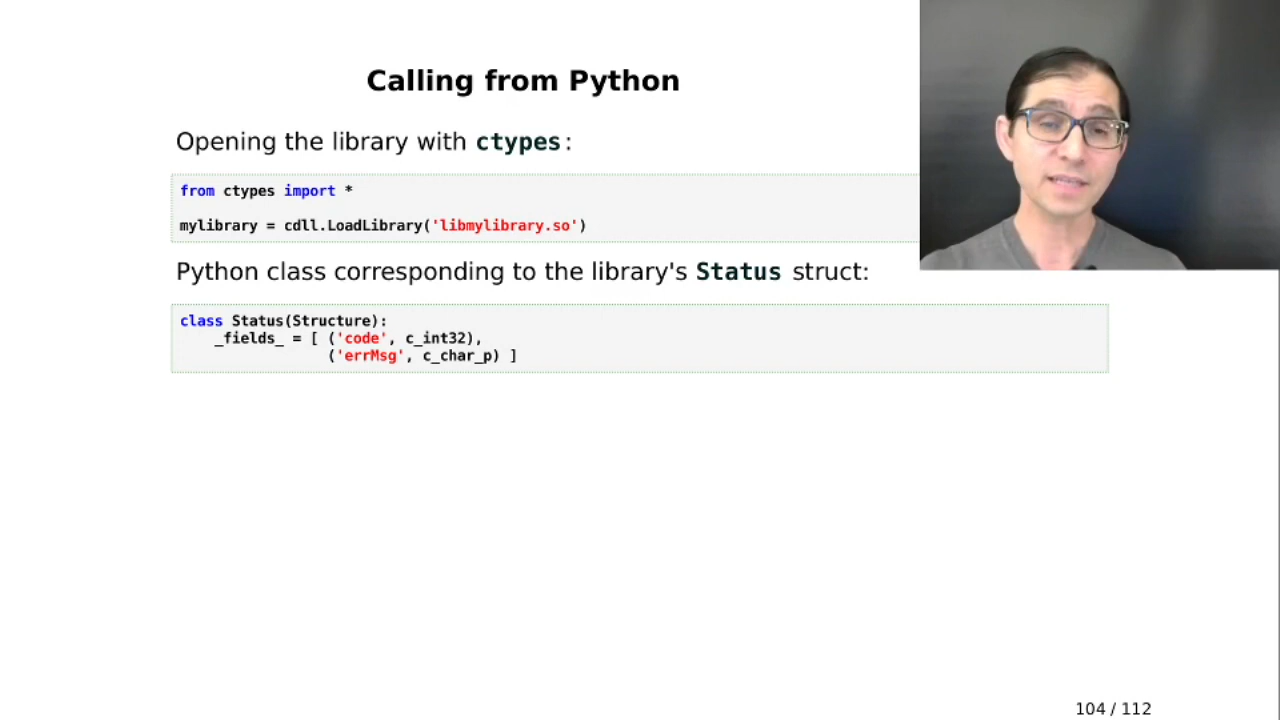 Calling from Python
Opening the library with ctypes:
from ctypes import *
mylibrary = cdll.LoadLibrary('libmylibrary.so')
Python class corresponding to the library's Status struct:
class Status(Structure):
    _fields_ = [ ('code', c_int32),
                 ('errMsg', c_char_p) ]
104 / 112